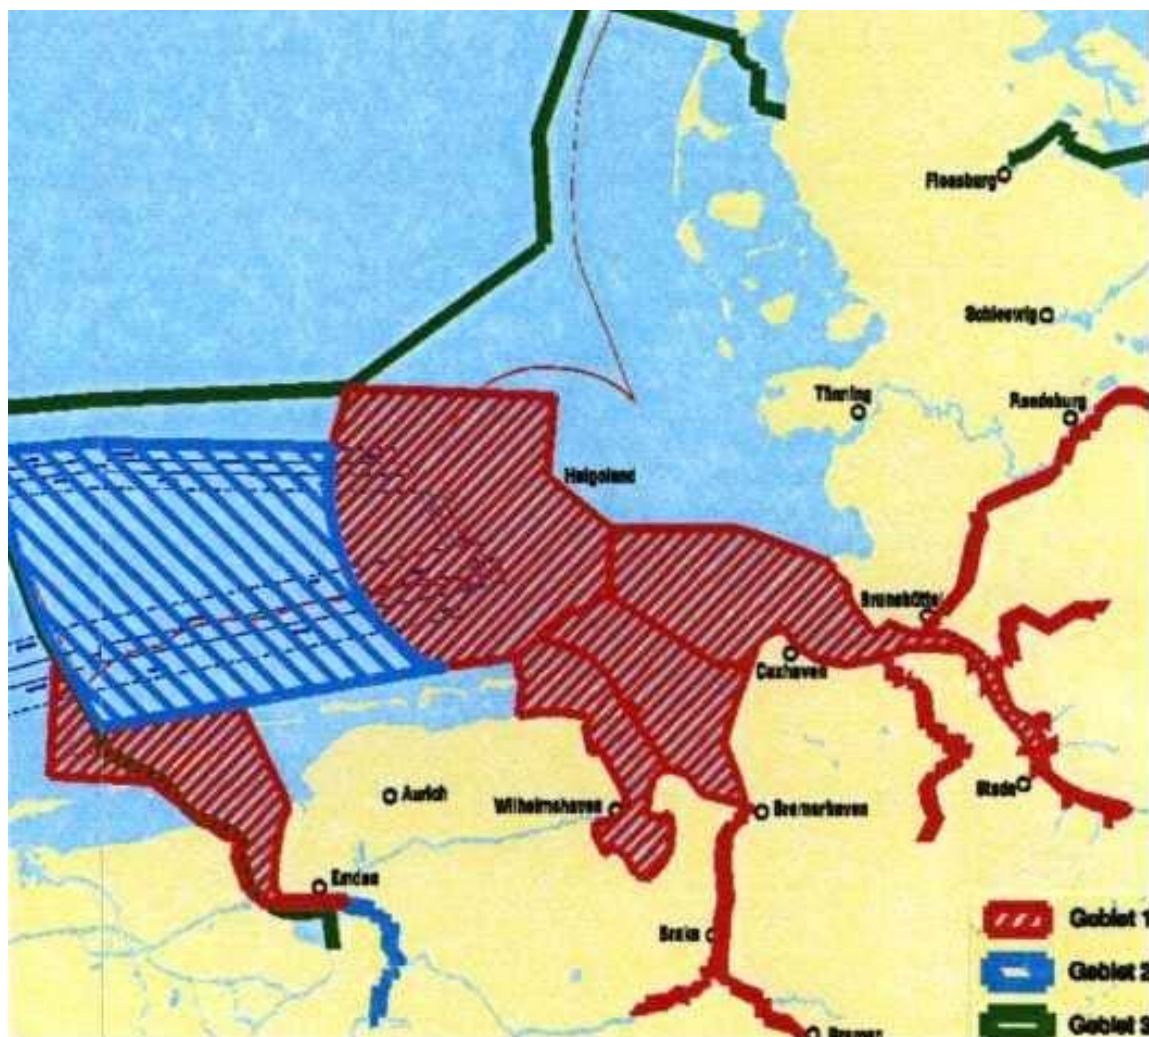 Flensburg
Schleswig
Tönning
Rendsburg
Helgoland
Brunsbüttel
Cuxhaven
Stade
Aurich
Wilhelmshaven
Bremerhaven
Emden
Brake
Gebiet 1
Gebiet 2
Gebiet 3
Bremen